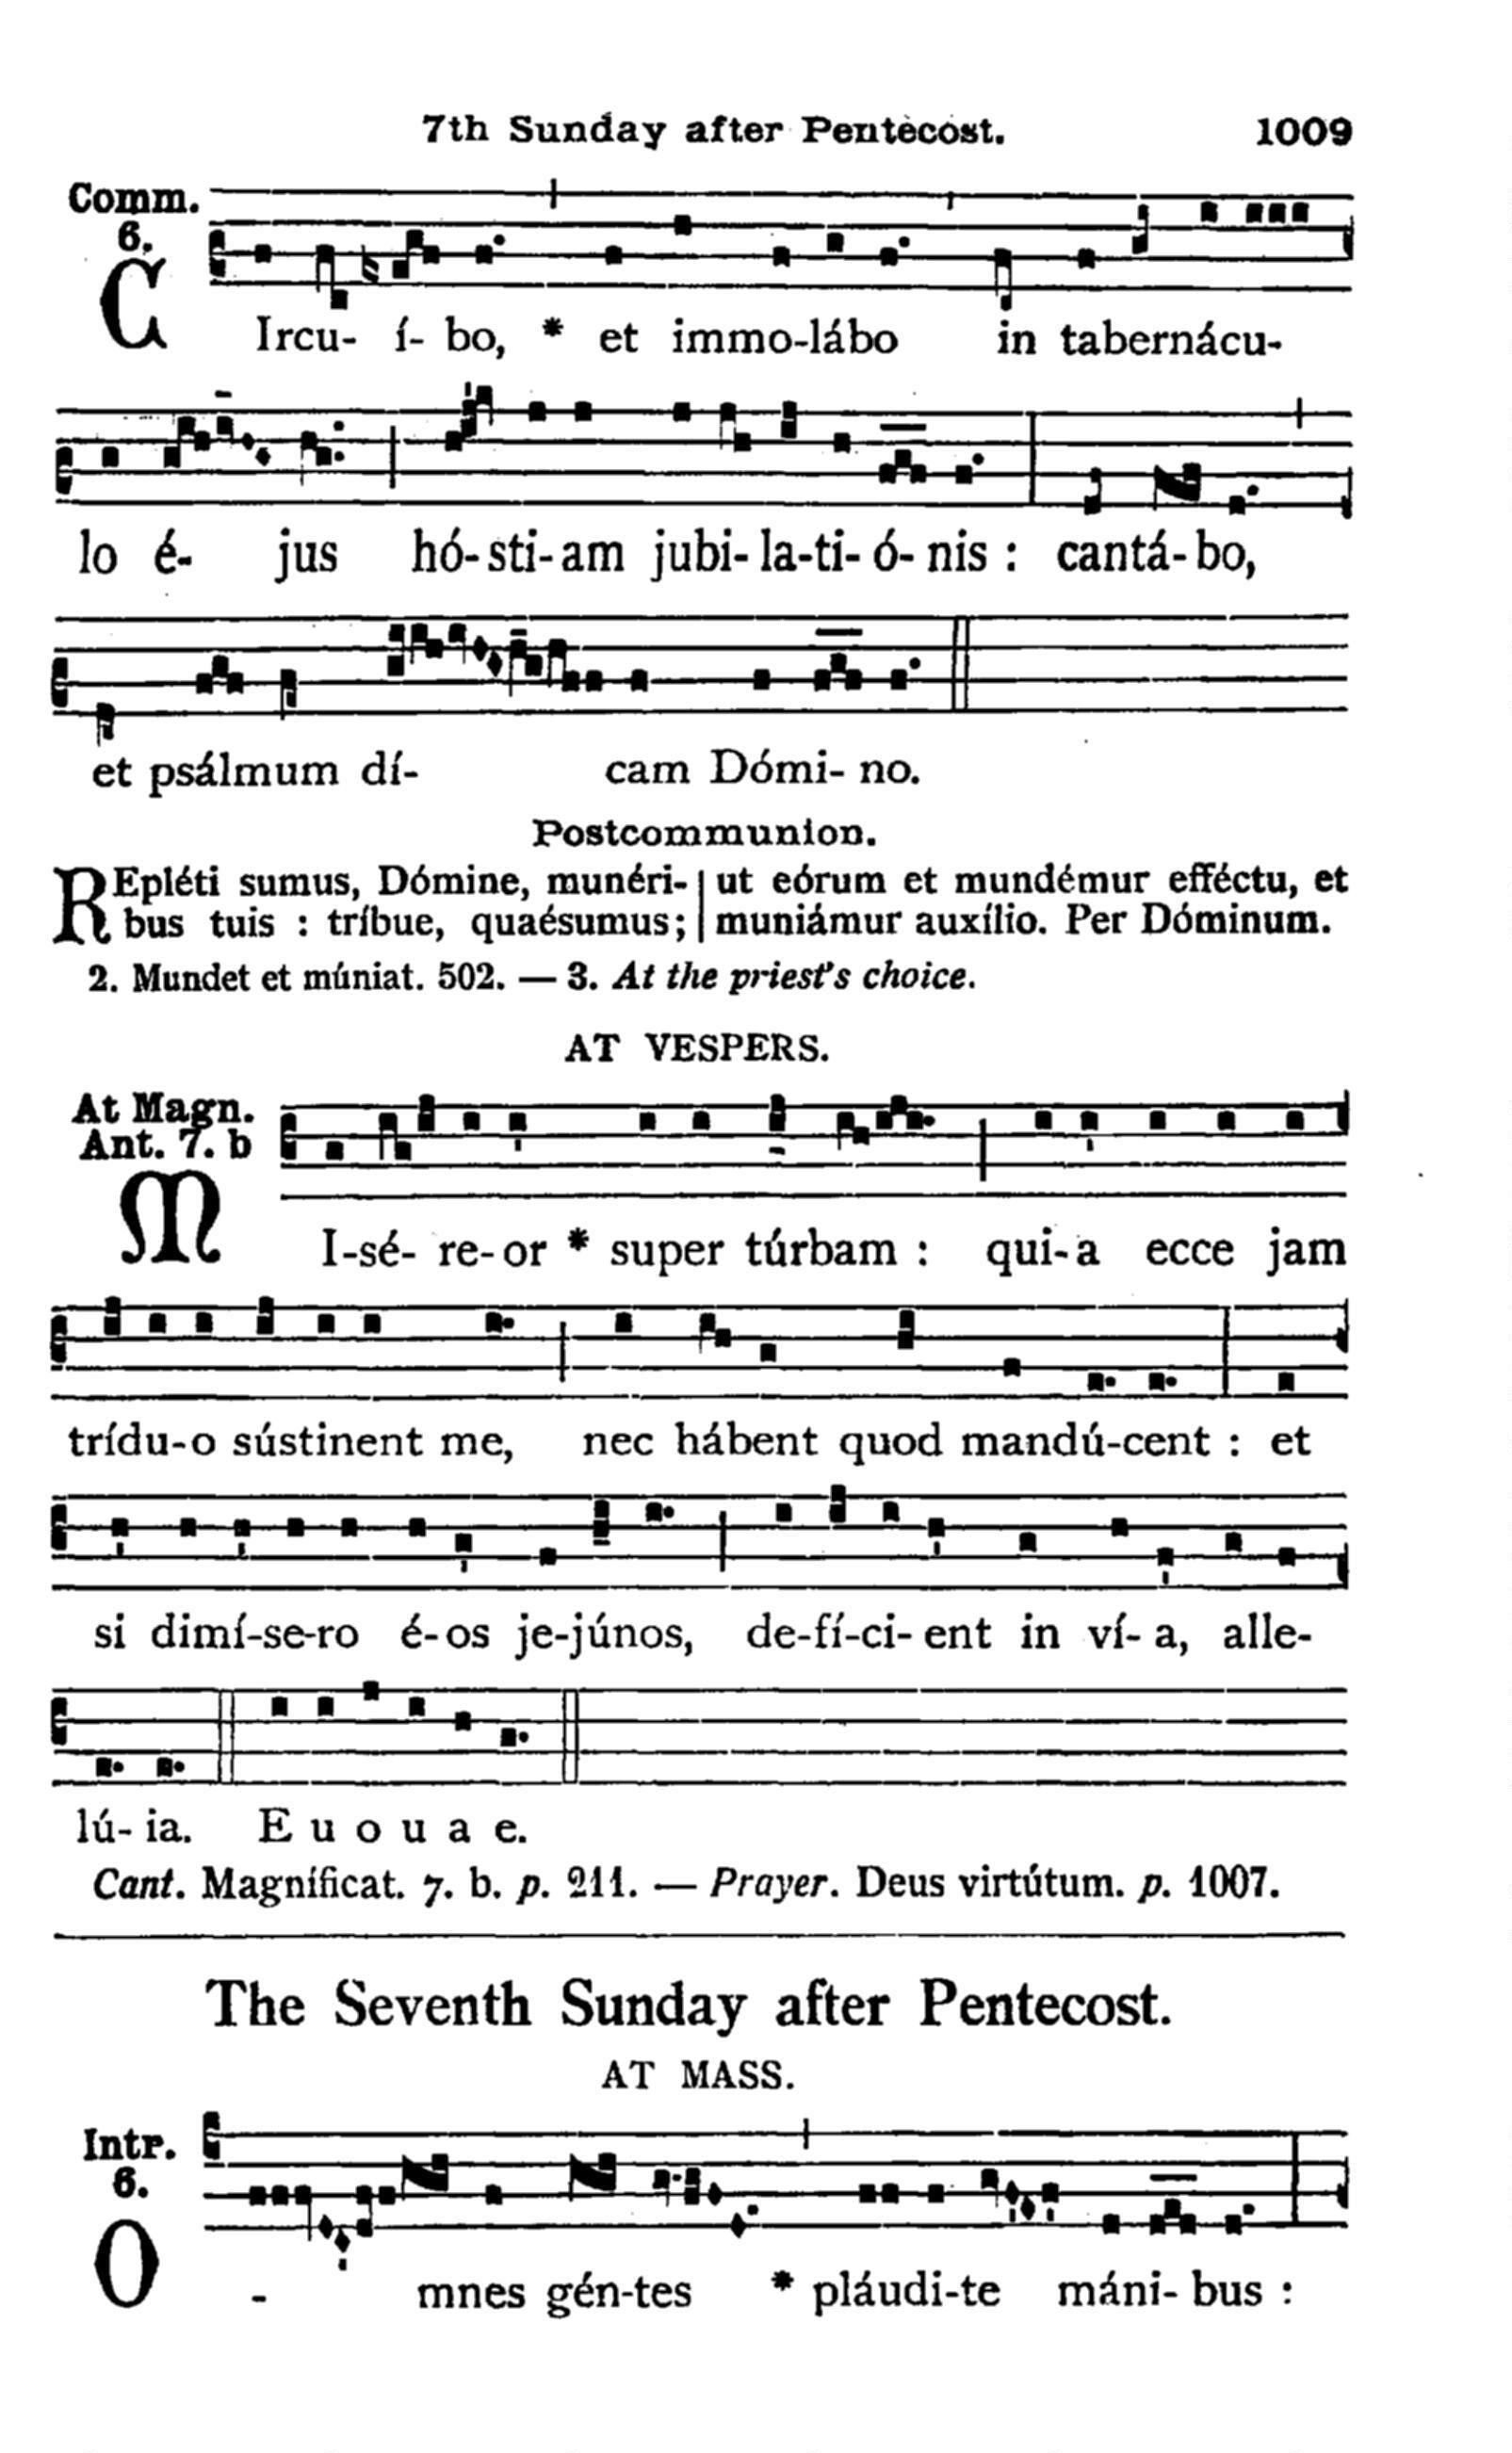 7th Sunday after Pentecost. 1009
Comm.
6.
CIrcu- í- bo, * et immo-lábo in tabernácu-
lo é- jus hó- sti- am jubi- la-ti- ó- nis : cantá- bo,
et psálmum dí- cam Dómi- no.
Postcommunion.
REpléti sumus, Dómine, munéri-
bus tuis : tríbue, quaésumus;
ut eórum et mundémur efféctu, et
muniámur auxílio. Per Dóminum.
2. Mundet et múniat. 502. — 3. At the priest's choice.
AT VESPERS.
At Magn.
Ant. 7. b
MI-sé- re- or * super túrbam : qui- a ecce jam
trídu-o sústinent me, nec hábent quod mandú-cent : et
si dimí-se-ro é-os je-júnos, de-fí-ci- ent in ví- a, alle-
lú- ia. E u o u a e.
Cant. Magníficat. 7. b. p. 211. — Prayer. Deus virtútum. p. 1007.
The Seventh Sunday after Pentecost.
AT MASS.
Intr.
6.
O- mnes gén-tes * pláudi-te máni- bus :